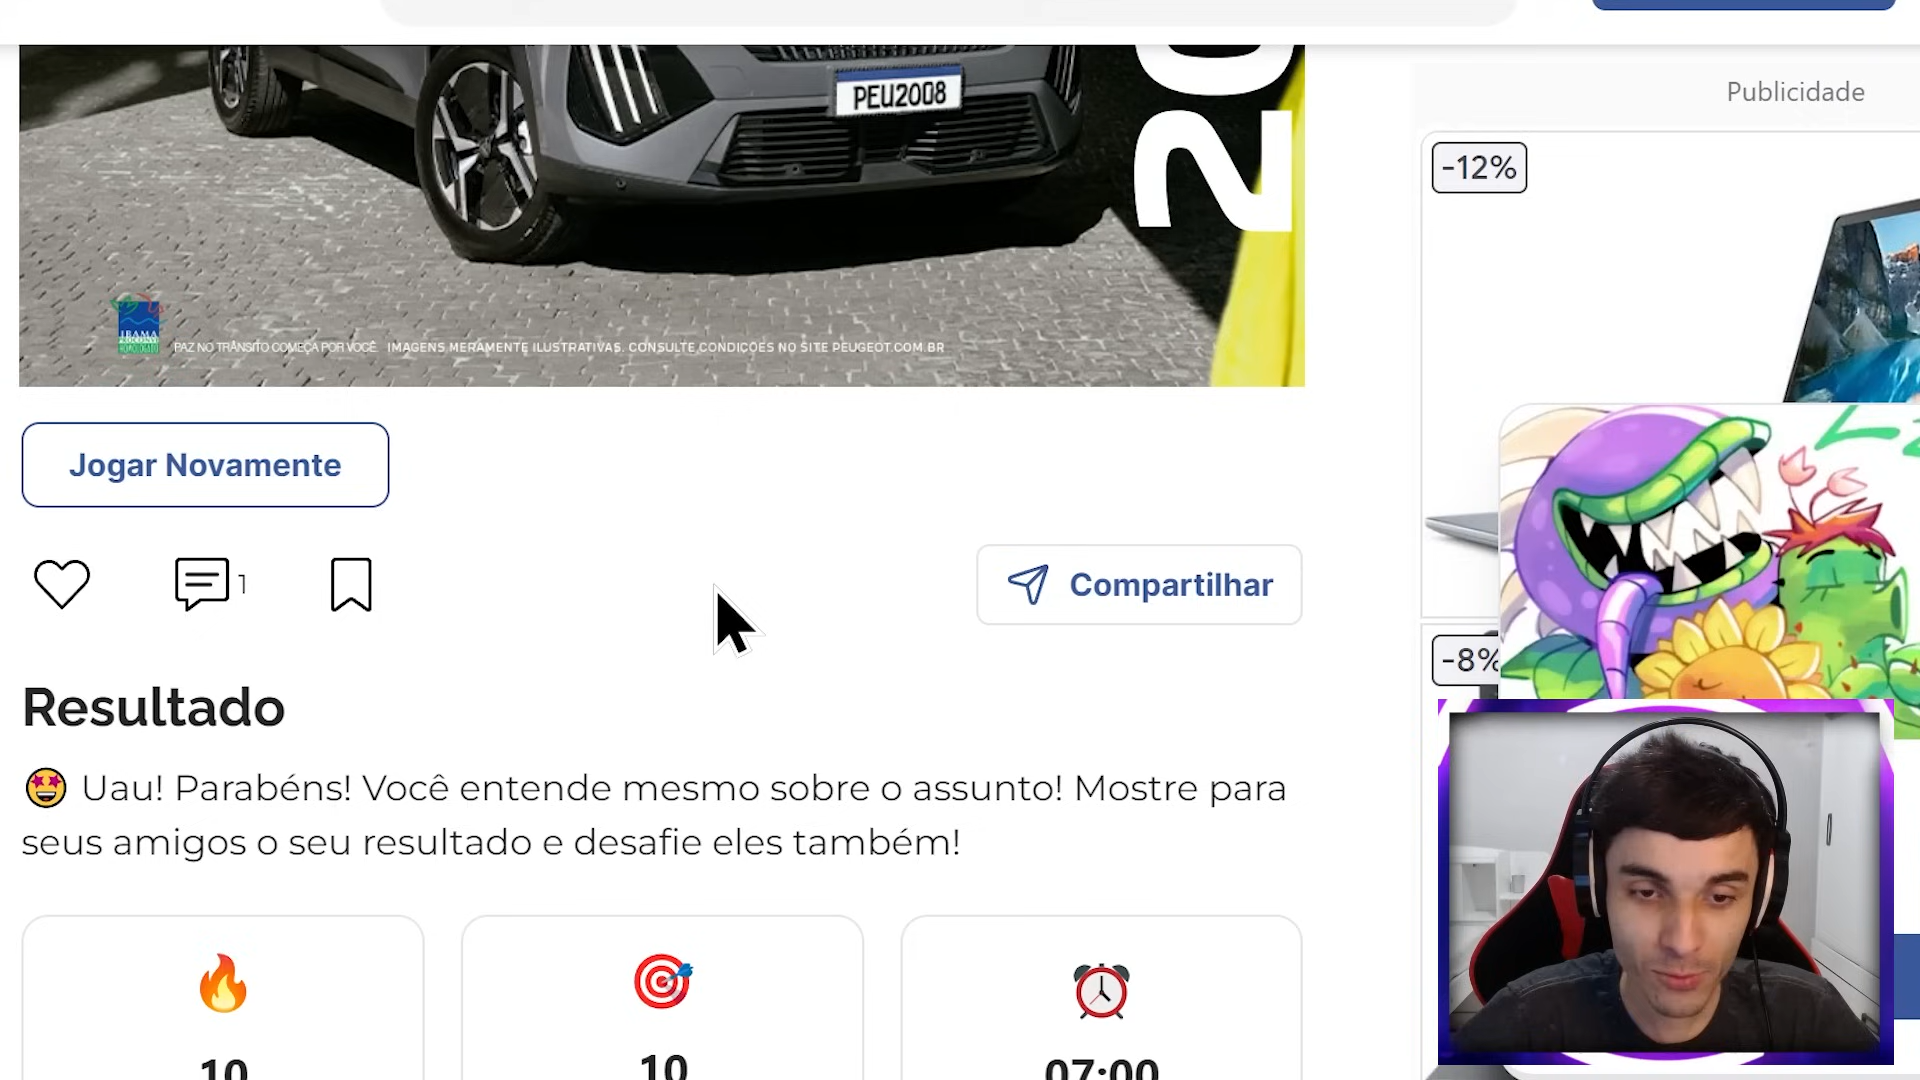 PEU2008
20
IBAMA
PAZ NO TRÂNSITO COMEÇA POR VOCÊ. IMAGENS MERAMENTE ILUSTRATIVAS. CONSULTE CONDIÇÕES NO SITE PEUGEOT.COM.BR
Publicidade
-12%
-8%
Jogar Novamente
1
Compartilhar
Resultado
Uau! Parabéns! Você entende mesmo sobre o assunto! Mostre para
seus amigos o seu resultado e desafie eles também!
10
10
07:00